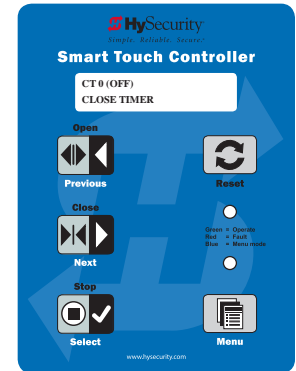 HySecurity
Simple. Reliable. Secure.™
Smart Touch Controller
CT 0 (OFF)
CLOSE TIMER
Open
Previous
Reset
Close
Next
Green = Operate
Red = Fault
Blue = Menu mode
Stop
Select
Menu
www.hysecurity.com